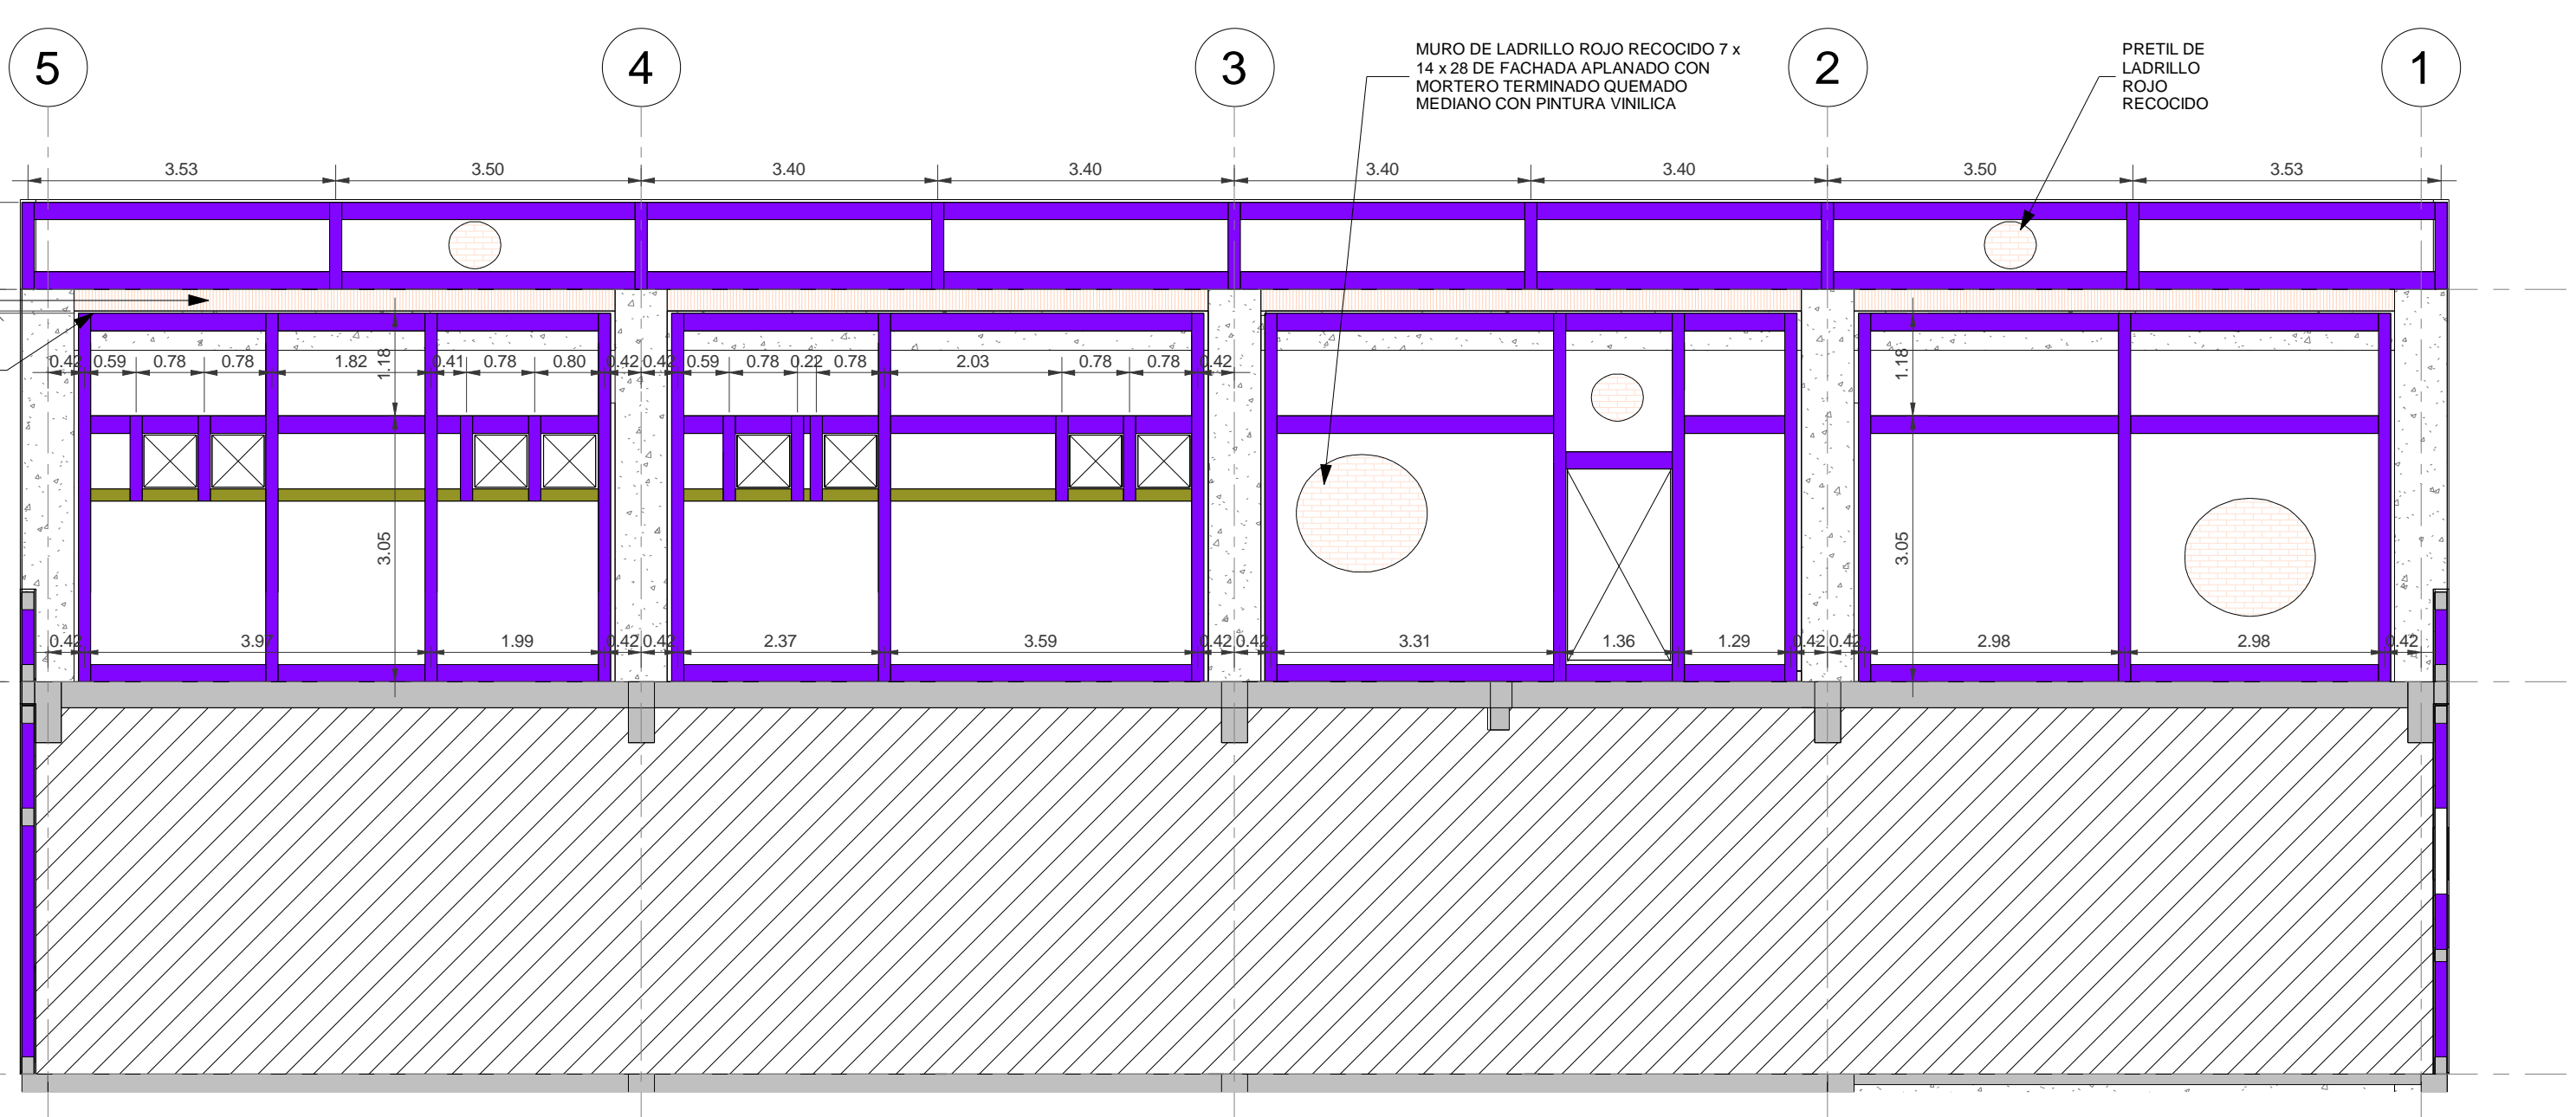 5
4
3
2
1
MURO DE LADRILLO ROJO RECOCIDO 7 x
14 x 28 DE FACHADA APLANADO CON
MORTERO TERMINADO QUEMADO
MEDIANO CON PINTURA VINILICA
PRETIL DE
LADRILLO
ROJO
RECOCIDO
3.53 3.50 3.40 3.40 3.40 3.40 3.50 3.53
0.42 0.59 0.78 0.78 1.82 0.41 0.78 0.80 0.42 0.42 0.59 0.78 0.22 0.78 2.03 0.78 0.78 0.42
1.18
1.18
3.05
3.05
0.42 3.97 1.99 0.42 0.42 2.37 3.59 0.42 0.42 3.31 1.36 1.29 0.42 0.42 2.98 2.98 0.42